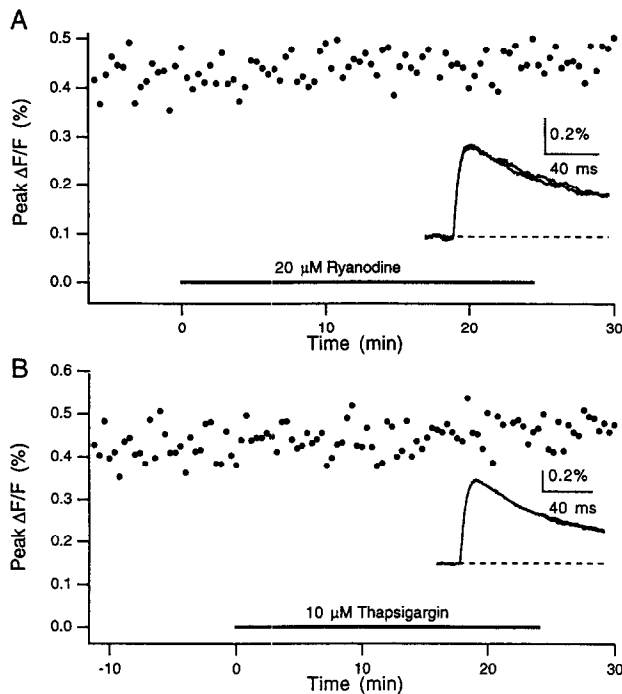 A
0.5
0.4
0.3
0.2
0.1
0.0
Peak ΔF/F (%)
0.2%
40 ms
20 μM Ryanodine
0
10
20
30
Time (min)
B
0.6
0.5
0.4
0.3
0.2
0.1
0.0
Peak ΔF/F (%)
0.2%
40 ms
10 μM Thapsigargin
-10
0
10
20
30
Time (min)